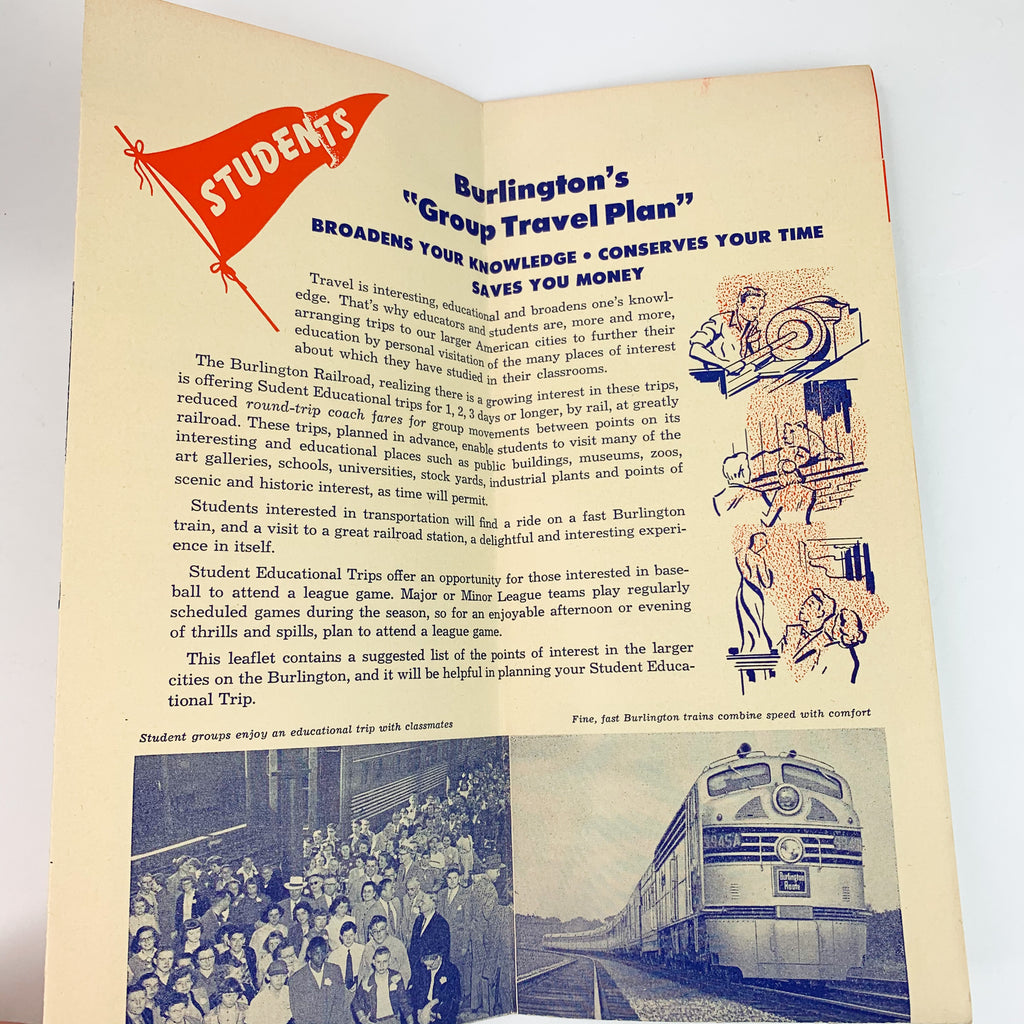 STUDENTS
Burlington's
"Group Travel Plan"
BROADENS YOUR KNOWLEDGE • CONSERVES YOUR TIME
SAVES YOU MONEY
Travel is interesting, educational and broadens one's knowl-
edge. That's why educators and students are, more and more,
arranging trips to our larger American cities to further their
education by personal visitation of the many places of interest
about which they have studied in their classrooms.
The Burlington Railroad, realizing there is a growing interest in these trips,
is offering Sudent Educational trips for 1, 2, 3 days or longer, by rail, at greatly
reduced round-trip coach fares for group movements between points on its
railroad. These trips, planned in advance, enable students to visit many of the
interesting and educational places such as public buildings, museums, zoos,
art galleries, schools, universities, stock yards, industrial plants and points of
scenic and historic interest, as time will permit.
Students interested in transportation will find a ride on a fast Burlington
train, and a visit to a great railroad station, a delightful and interesting experi-
ence in itself.
Student Educational Trips offer an opportunity for those interested in base-
ball to attend a league game. Major or Minor League teams play regularly
scheduled games during the season, so for an enjoyable afternoon or evening
of thrills and spills, plan to attend a league game.
This leaflet contains a suggested list of the points of interest in the larger
cities on the Burlington, and it will be helpful in planning your Student Educa-
tional Trip.
Student groups enjoy an educational trip with classmates
Fine, fast Burlington trains combine speed with comfort
945A
Burlington
Route